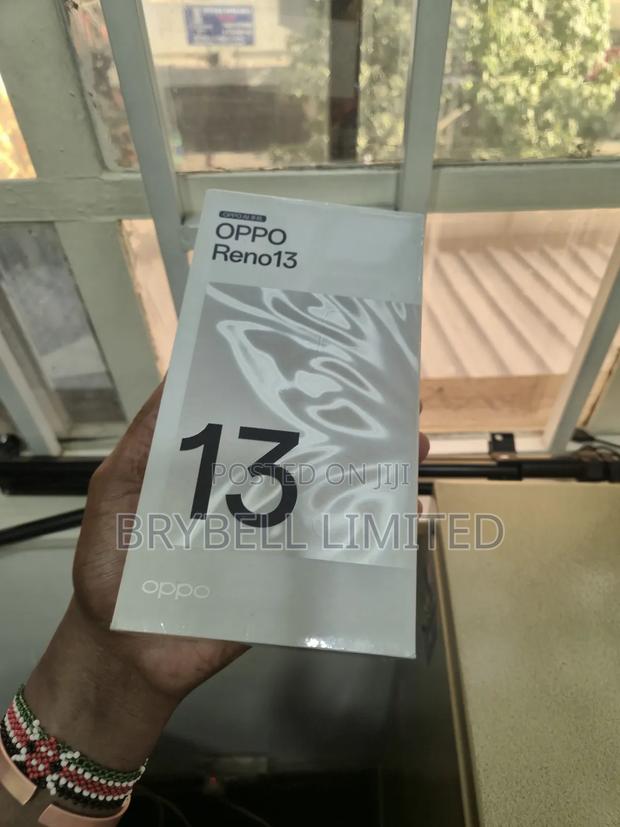 OPPO AI 手机
OPPO
Reno13
13
POSTED ON JIJI
BRYBELL LIMITED
oppo